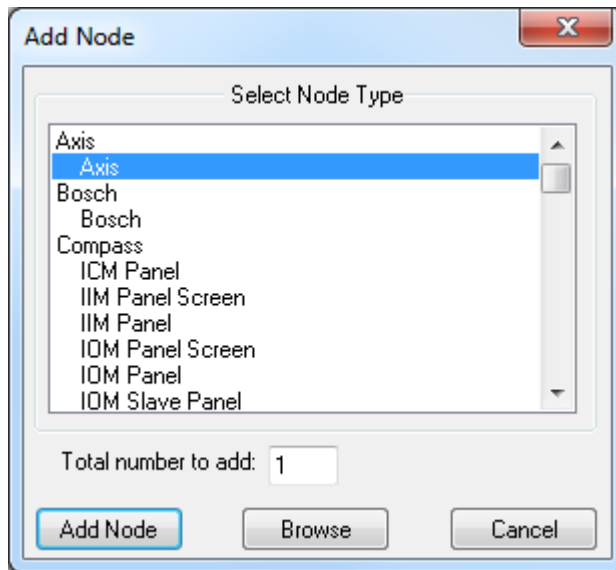 Add Node
Select Node Type
Axis
Axis
Bosch
Bosch
Compass
ICM Panel
IIM Panel Screen
IIM Panel
IOM Panel Screen
IOM Panel
IOM Slave Panel
Total number to add: 1
Add Node Browse Cancel